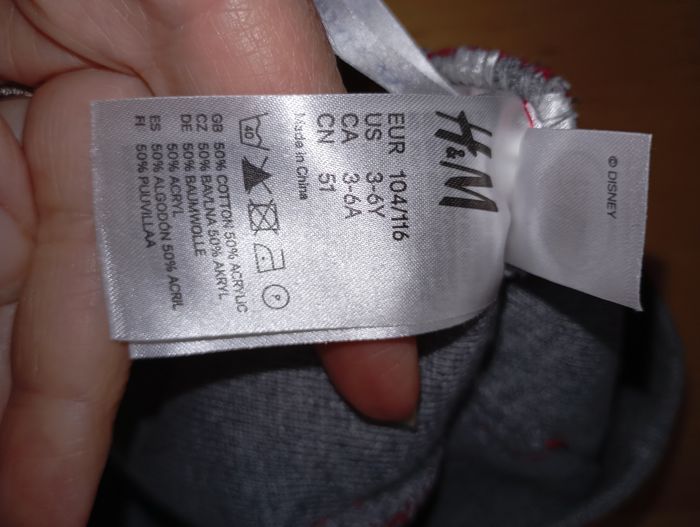 H&M
EUR 104/116
US 3-6Y
CA 3-6A
CN 51
Made in China
40
P
GB 50% COTTON 50% ACRYLIC
CZ 50% BAVLNA 50% AKRYL
DE 50% BAUMWOLLE
50% ACRYL
ES 50% ALGODÓN 50% ACRIL
FI 50% PUUVILLAA
© DISNEY